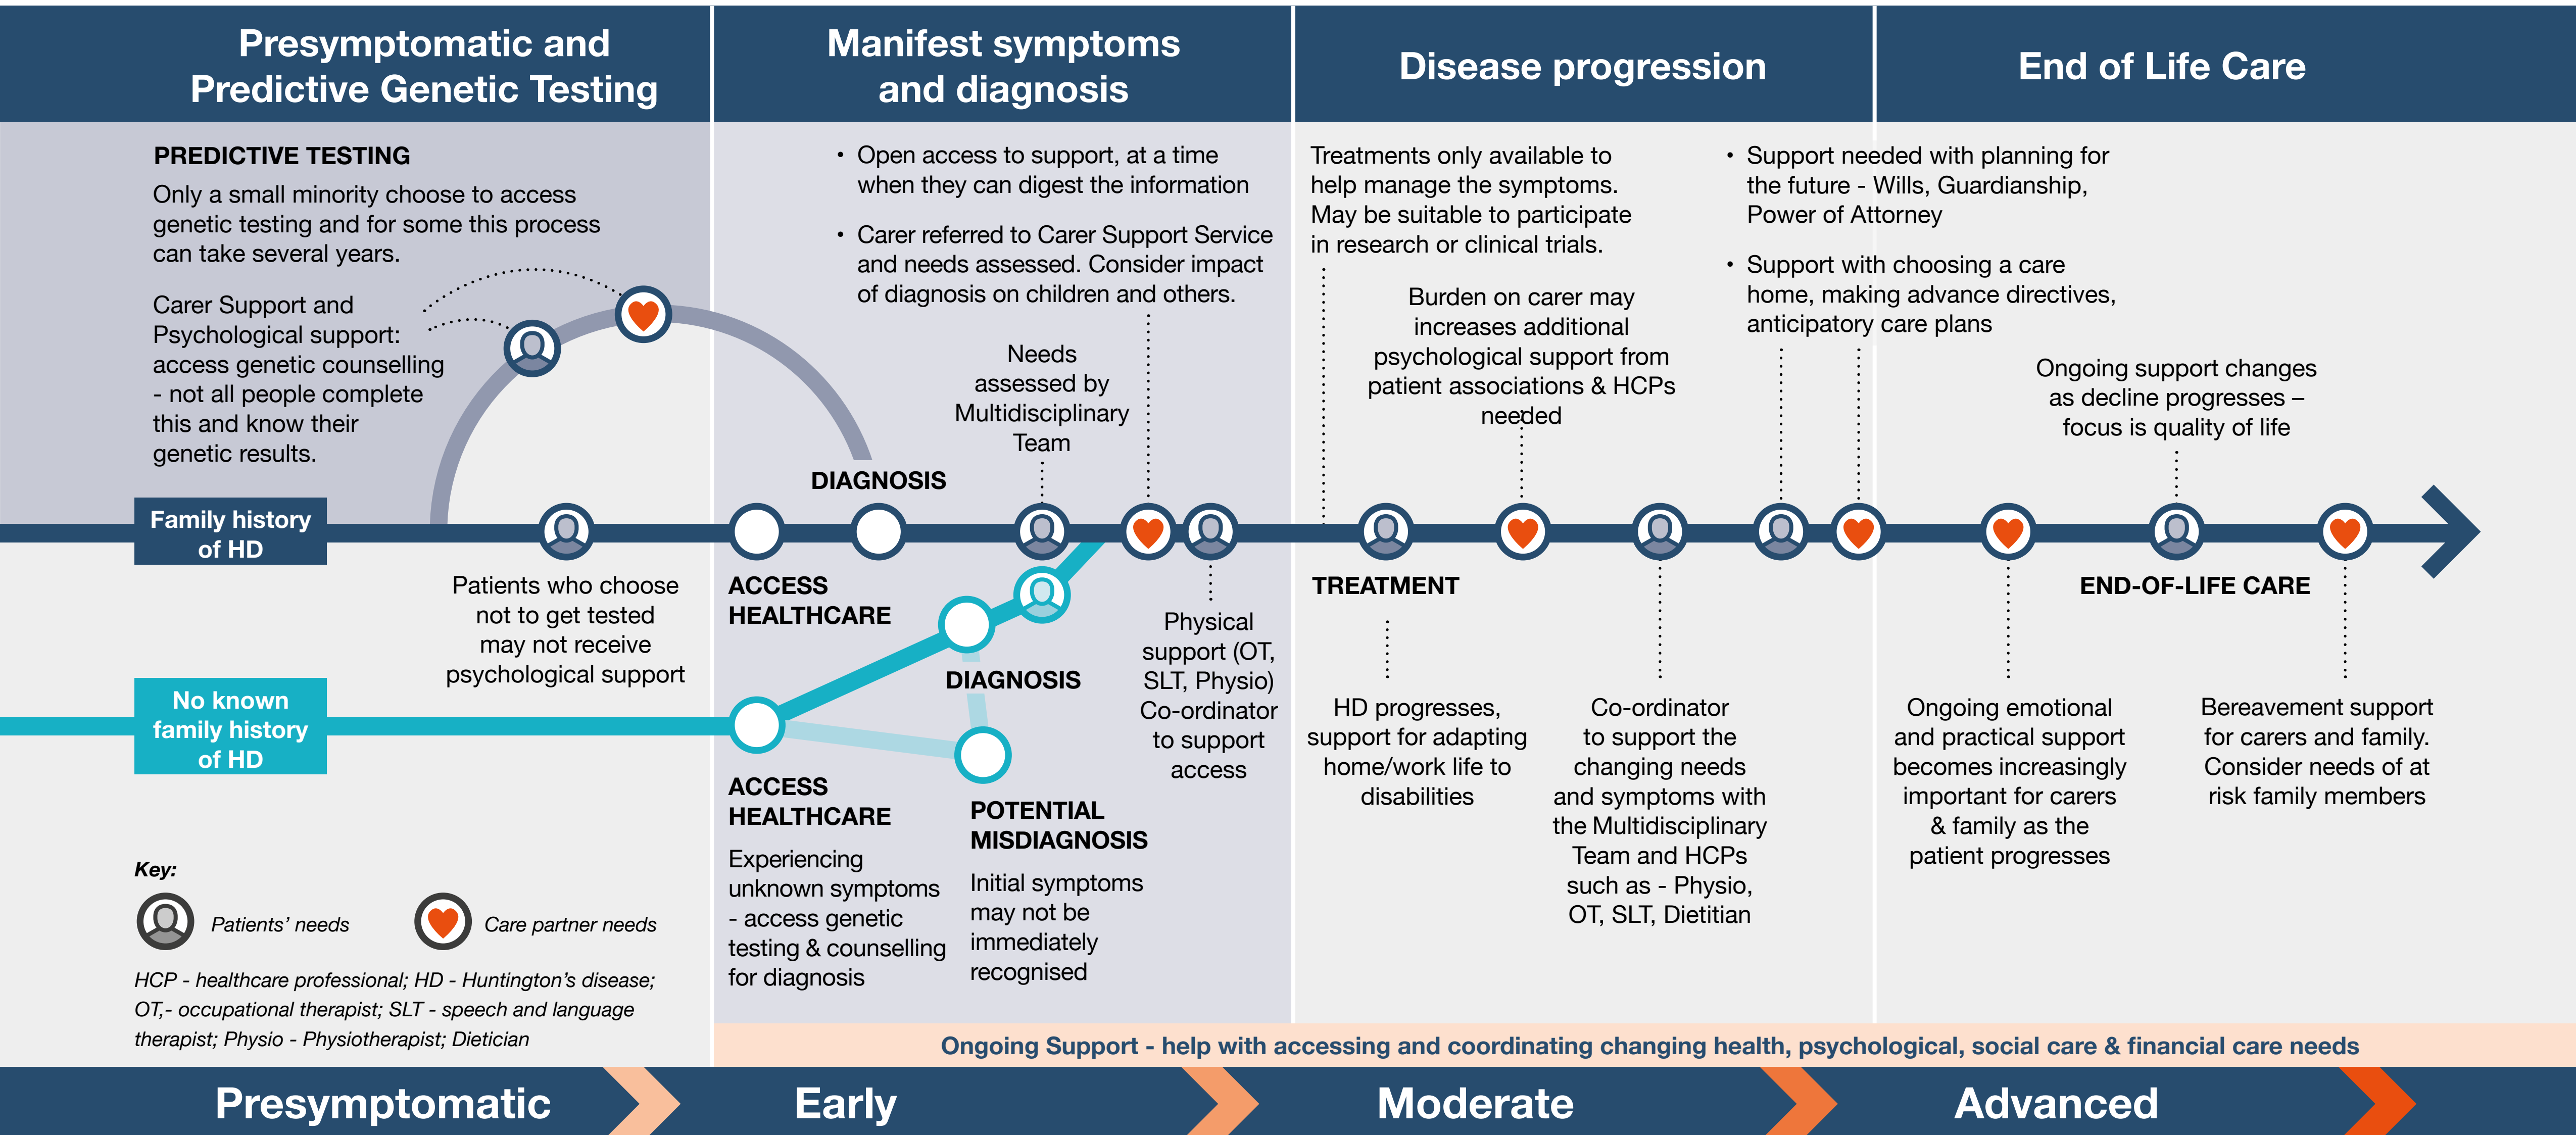 Presymptomatic and
Predictive Genetic Testing
Manifest symptoms
and diagnosis
Disease progression
End of Life Care
PREDICTIVE TESTING
Only a small minority choose to access
genetic testing and for some this process
can take several years.
Carer Support and
Psychological support:
access genetic counselling
- not all people complete
this and know their
genetic results.
Family history
of HD
Patients who choose
not to get tested
may not receive
psychological support
No known
family history
of HD
Key:
Patients' needs
Care partner needs
HCP - healthcare professional; HD - Huntington's disease;
OT,- occupational therapist; SLT - speech and language
therapist; Physio - Physiotherapist; Dietician
• Open access to support, at a time
when they can digest the information
• Carer referred to Carer Support Service
and needs assessed. Consider impact
of diagnosis on children and others.
Needs
assessed by
Multidisciplinary
Team
DIAGNOSIS
ACCESS
HEALTHCARE
DIAGNOSIS
Physical
support (OT,
SLT, Physio)
Co-ordinator
to support
access
ACCESS
HEALTHCARE
Experiencing
unknown symptoms
- access genetic
testing & counselling
for diagnosis
POTENTIAL
MISDIAGNOSIS
Initial symptoms
may not be
immediately
recognised
Treatments only available to
help manage the symptoms.
May be suitable to participate
in research or clinical trials.
Burden on carer may
increases additional
psychological support from
patient associations & HCPs
needed
TREATMENT
HD progresses,
support for adapting
home/work life to
disabilities
Co-ordinator
to support the
changing needs
and symptoms with
the Multidisciplinary
Team and HCPs
such as - Physio,
OT, SLT, Dietitian
• Support needed with planning for
the future - Wills, Guardianship,
Power of Attorney
• Support with choosing a care
home, making advance directives,
anticipatory care plans
Ongoing support changes
as decline progresses –
focus is quality of life
END-OF-LIFE CARE
Ongoing emotional
and practical support
becomes increasingly
important for carers
& family as the
patient progresses
Bereavement support
for carers and family.
Consider needs of at
risk family members
Ongoing Support - help with accessing and coordinating changing health, psychological, social care & financial care needs
Presymptomatic
Early
Moderate
Advanced